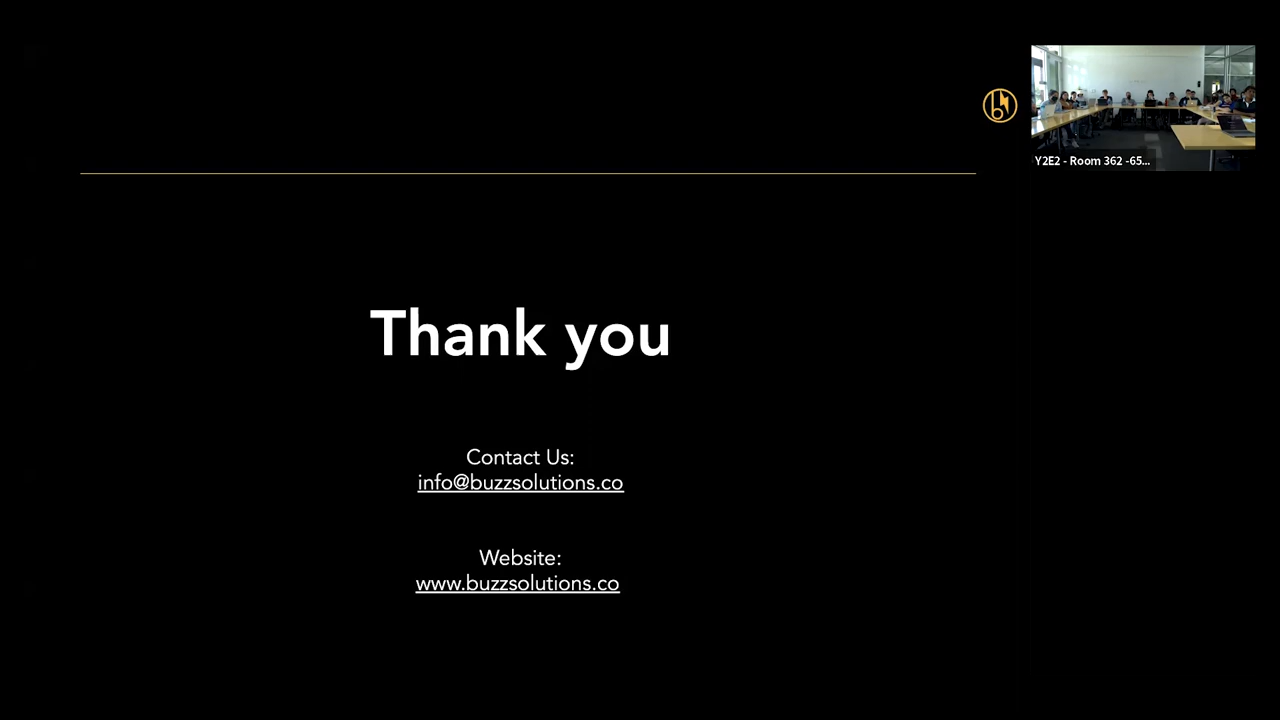 Y2E2 - Room 362 -65...
Thank you
Contact Us:
info@buzzsolutions.co
Website:
www.buzzsolutions.co